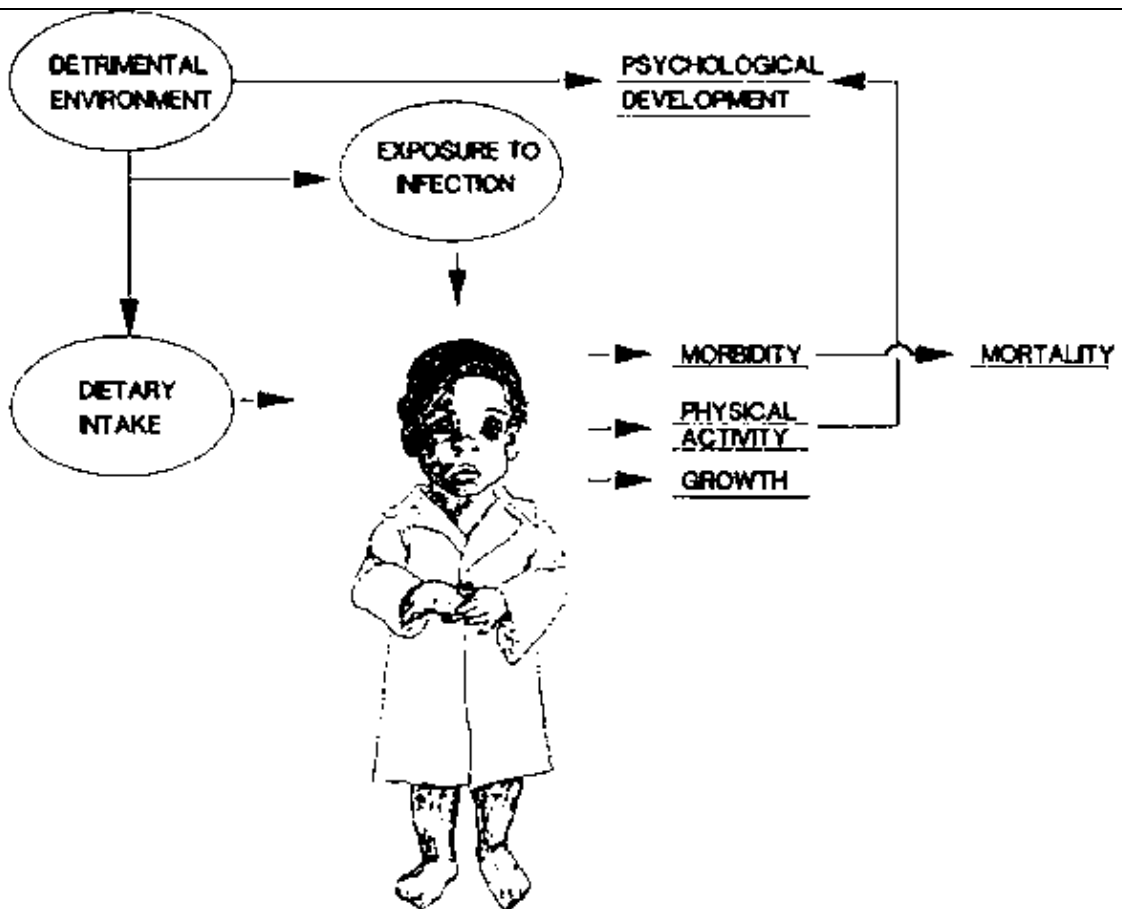 DETRIMENTAL
ENVIRONMENT
PSYCHOLOGICAL
DEVELOPMENT
EXPOSURE TO
INFECTION
DIETARY
INTAKE
MORBIDITY
MORTALITY
PHYSICAL
ACTIVITY
GROWTH